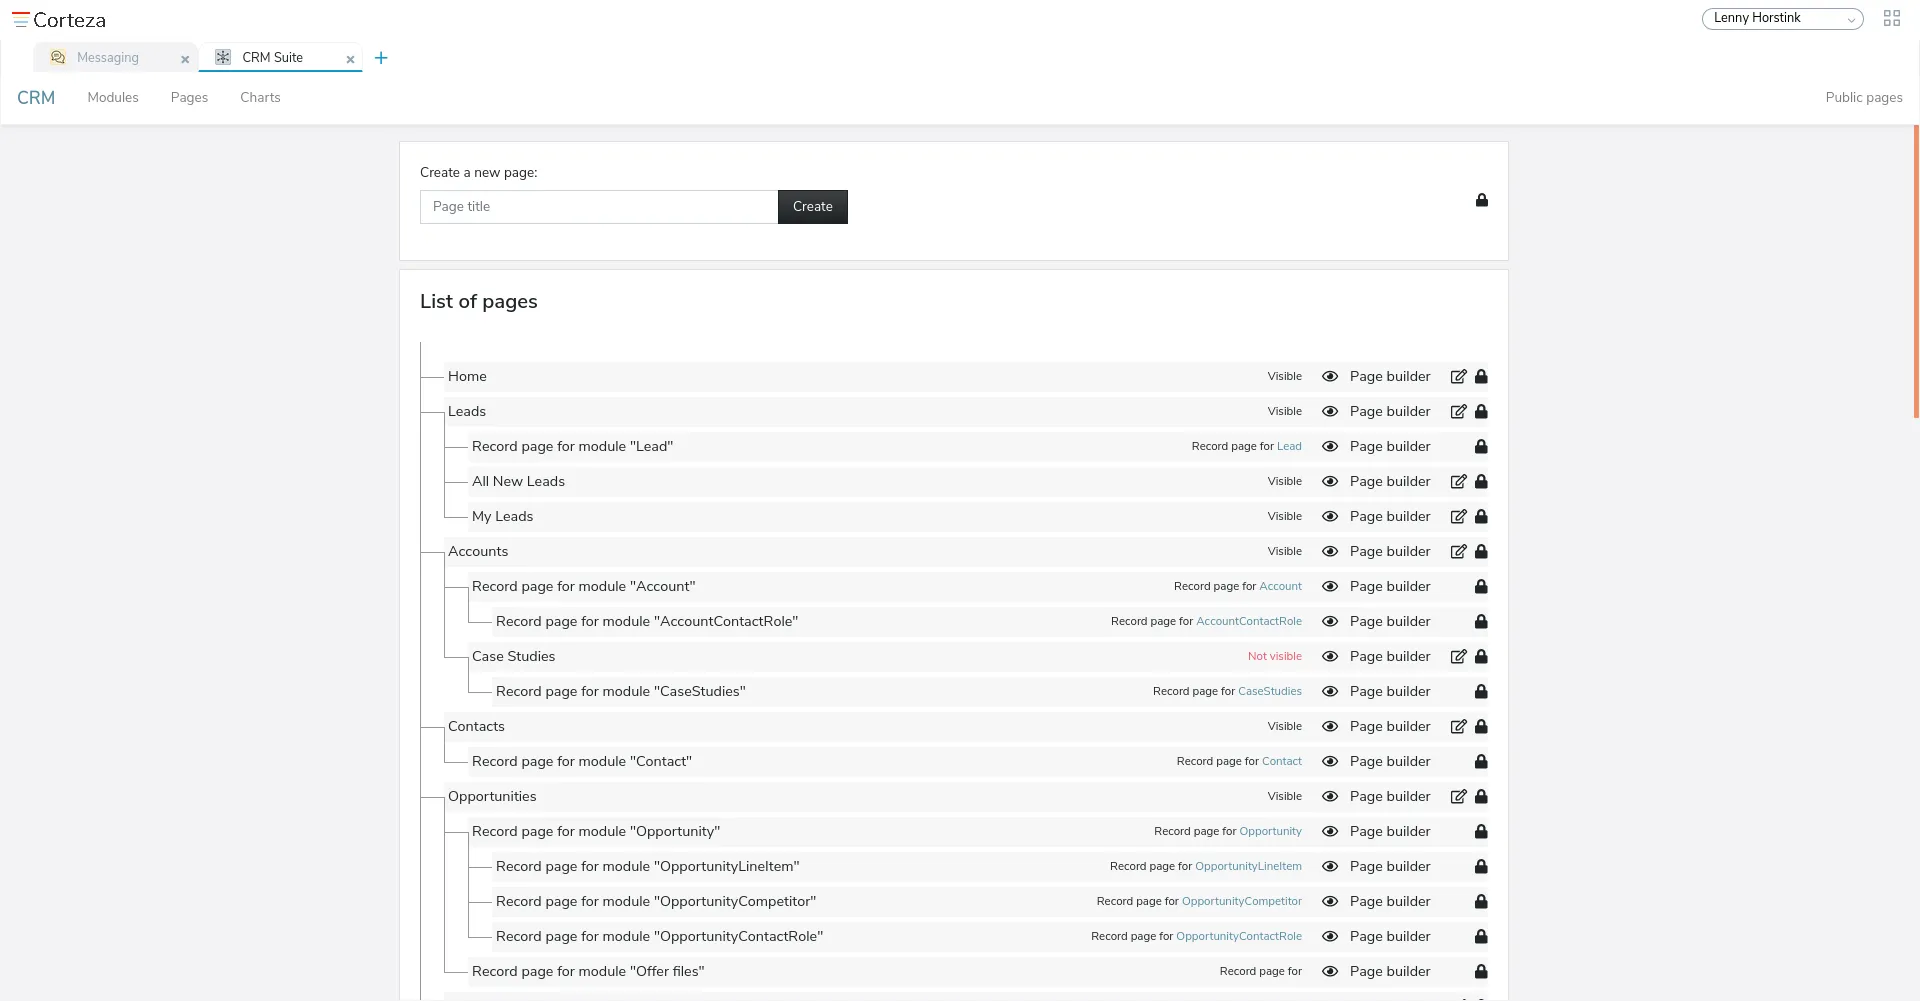 Corteza
Lenny Horstink
Messaging
CRM Suite
CRM Modules Pages Charts Public pages
Create a new page:
Page title Create
List of pages
Home Visible Page builder
Leads Visible Page builder
Record page for module "Lead" Record page for Lead Page builder
All New Leads Visible Page builder
My Leads Visible Page builder
Accounts Visible Page builder
Record page for module "Account" Record page for Account Page builder
Record page for module "AccountContactRole" Record page for AccountContactRole Page builder
Case Studies Not visible Page builder
Record page for module "CaseStudies" Record page for CaseStudies Page builder
Contacts Visible Page builder
Record page for module "Contact" Record page for Contact Page builder
Opportunities Visible Page builder
Record page for module "Opportunity" Record page for Opportunity Page builder
Record page for module "OpportunityLineItem" Record page for OpportunityLineItem Page builder
Record page for module "OpportunityCompetitor" Record page for OpportunityCompetitor Page builder
Record page for module "OpportunityContactRole" Record page for OpportunityContactRole Page builder
Record page for module "Offer files" Record page for Page builder